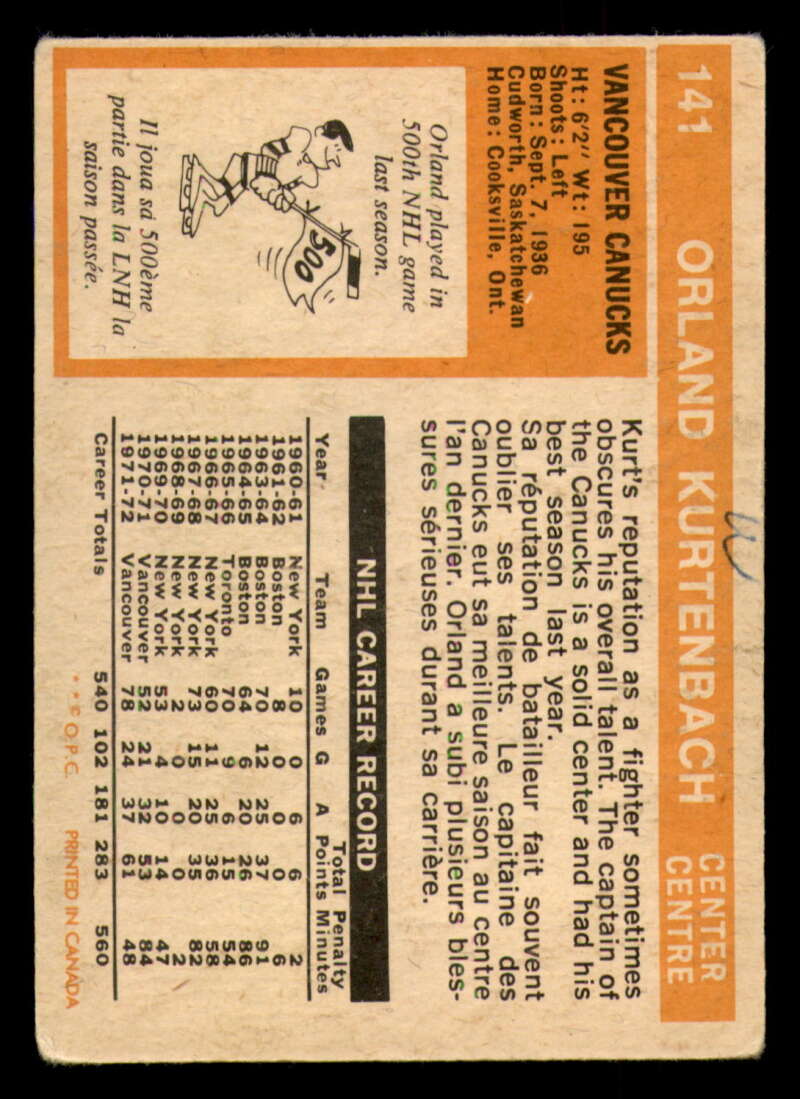 141 ORLAND KURTENBACH CENTER CENTRE
VANCOUVER CANUCKS
Ht: 6'2" Wt: 195
Shoots: Left
Born: Sept. 7, 1936
Cudworth, Saskatchewan
Home: Cooksville, Ont.
Orland played in
500th NHL game
last season.
500
Il joua sa 500ème
partie dans la LNH la
saison passée.
Kurt's reputation as a fighter sometimes
obscures his overall talent. The captain of
the Canucks is a solid center and had his
best season last year.
Sa réputation de batailleur fait souvent
oublier ses talents. Le capitaine des
Canucks eut sa meilleure saison au centre
l'an dernier. Orland a subi plusieurs bles-
sures sérieuses durant sa carrière.
NHL CAREER RECORD
Total Penalty
Year Team Games G A Points Minutes
1960-61 New York 10 0 6 6 2
1961-62 Boston 8 0 0 0 6
1963-64 Boston 70 12 25 37 91
1964-65 Boston 64 6 20 26 86
1965-66 Toronto 70 9 6 15 54
1966-67 New York 60 11 25 36 58
1967-68 New York 73 15 20 35 82
1968-69 New York 2 0 0 0 2
1969-70 New York 53 4 10 14 47
1970-71 Vancouver 52 21 32 53 84
1971-72 Vancouver 78 24 37 61 48
Career Totals 540 102 181 283 560
* * © O.P.C. PRINTED IN CANADA